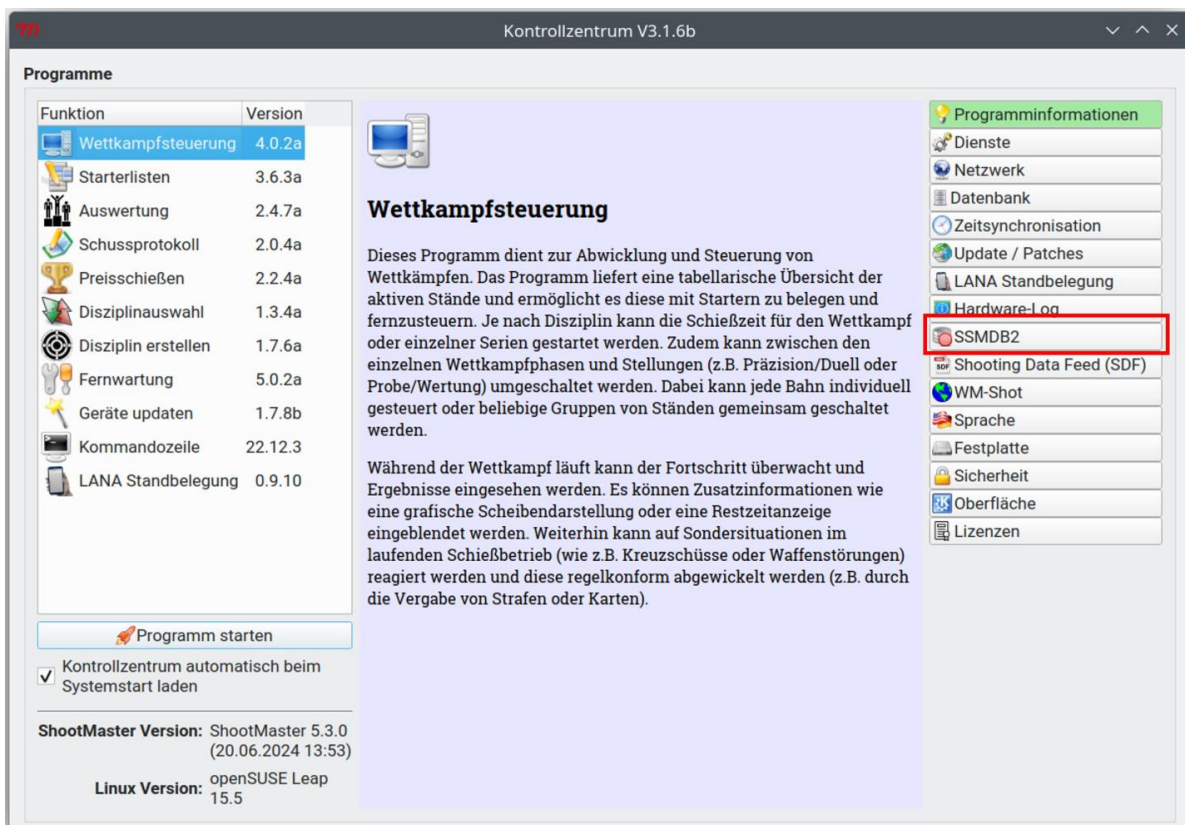 Kontrollzentrum V3.1.6b
Programme
Funktion Version
Wettkampfsteuerung 4.0.2a
Starterlisten 3.6.3a
Auswertung 2.4.7a
Schussprotokoll 2.0.4a
Preisschießen 2.2.4a
Disziplinauswahl 1.3.4a
Disziplin erstellen 1.7.6a
Fernwartung 5.0.2a
Geräte updaten 1.7.8b
Kommandozeile 22.12.3
LANA Standbelegung 0.9.10
Programm starten
Kontrollzentrum automatisch beim
Systemstart laden
ShootMaster Version: ShootMaster 5.3.0
(20.06.2024 13:53)
Linux Version: openSUSE Leap
15.5
Wettkampfsteuerung
Dieses Programm dient zur Abwicklung und Steuerung von
Wettkämpfen. Das Programm liefert eine tabellarische Übersicht der
aktiven Stände und ermöglicht es diese mit Startern zu belegen und
fernzusteuern. Je nach Disziplin kann die Schießzeit für den Wettkampf
oder einzelner Serien gestartet werden. Zudem kann zwischen den
einzelnen Wettkampfphasen und Stellungen (z.B. Präzision/Duell oder
Probe/Wertung) umgeschaltet werden. Dabei kann jede Bahn individuell
gesteuert oder beliebige Gruppen von Ständen gemeinsam geschaltet
werden.
Während der Wettkampf läuft kann der Fortschritt überwacht und
Ergebnisse eingesehen werden. Es können Zusatzinformationen wie
eine grafische Scheibendarstellung oder eine Restzeitanzeige
eingeblendet werden. Weiterhin kann auf Sondersituationen im
laufenden Schießbetrieb (wie z.B. Kreuzschüsse oder Waffenstörungen)
reagiert werden und diese regelkonform abgewickelt werden (z.B. durch
die Vergabe von Strafen oder Karten).
Programminformationen
Dienste
Netzwerk
Datenbank
Zeitsynchronisation
Update / Patches
LANA Standbelegung
Hardware-Log
SSMDB2
SDF Shooting Data Feed (SDF)
WM-Shot
Sprache
Festplatte
Sicherheit
Oberfläche
Lizenzen